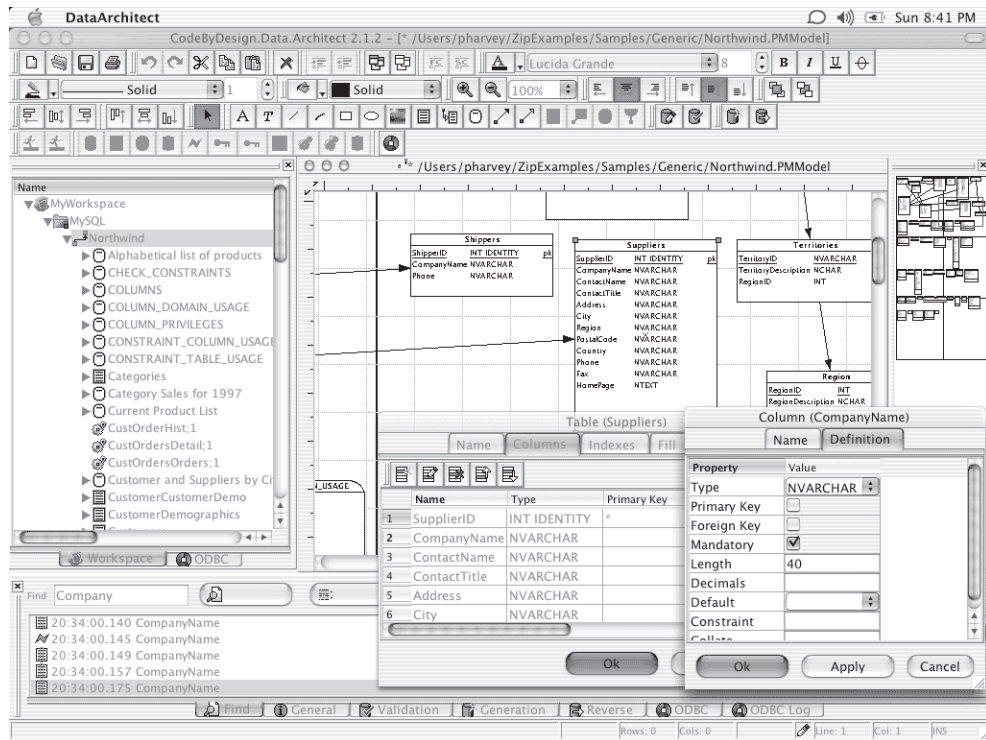 DataArchitect
Sun 8:41 PM
CodeByDesign.Data.Architect 2.1.2 – [* /Users/pharvey/ZipExamples/Samples/Generic/Northwind.PMModel]
A Lucida Grande 8 B I U
Solid 1 Solid 100%
A T
/Users/pharvey/ZipExamples/Samples/Generic/Northwind.PMModel
Name
MyWorkspace
MySQL
Northwind
Alphabetical list of products
CHECK_CONSTRAINTS
COLUMNS
COLUMN_DOMAIN_USAGE
COLUMN_PRIVILEGES
CONSTRAINT_COLUMN_USAGE
CONSTRAINT_TABLE_USAGE
Categories
Category Sales for 1997
Current Product List
CustOrderHist;1
CustOrdersDetail;1
CustOrdersOrders;1
Customer and Suppliers by Ci
CustomerCustomerDemo
CustomerDemographics
Workspace ODBC
Shippers
ShipperID INT IDENTITY pk
CompanyName NVARCHAR
Phone NVARCHAR
Suppliers
SupplierID INT IDENTITY pk
CompanyName NVARCHAR
ContactName NVARCHAR
ContactTitle NVARCHAR
Address NVARCHAR
City NVARCHAR
Region NVARCHAR
PostalCode NVARCHAR
Country NVARCHAR
Phone NVARCHAR
Fax NVARCHAR
HomePage NTEXT
Territories
TerritoryID NVARCHAR
TerritoryDescription NCHAR
RegionID INT
Region
RegionID INT
RegionDescription NCHAR
N_USAGE
Table (Suppliers)
Name Columns Indexes Fill
Name Type Primary Key
1 SupplierID INT IDENTITY *
2 CompanyName NVARCHAR
3 ContactName NVARCHAR
4 ContactTitle NVARCHAR
5 Address NVARCHAR
6 City NVARCHAR
Ok
Column (CompanyName)
Name Definition
Property Value
Type NVARCHAR
Primary Key
Foreign Key
Mandatory
Length 40
Decimals
Default
Constraint
Collate
Ok Apply Cancel
Find Company
20:34:00.140 CompanyName
20:34:00.145 CompanyName
20:34:00.149 CompanyName
20:34:00.157 CompanyName
20:34:00.175 CompanyName
Find General Validation Generation Reverse ODBC ODBC Log
Rows: 0 Cols: 0 Line: 1 Col: 1 INS